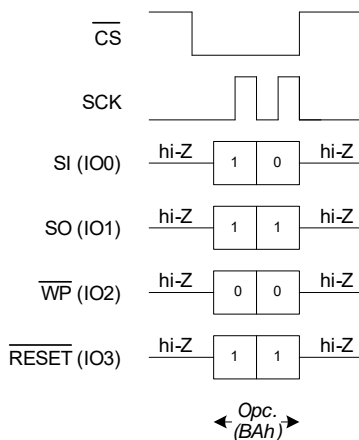 CS
SCK
hi-Z hi-Z
SI (IO0) 1 0
hi-Z hi-Z
SO (IO1) 1 1
hi-Z hi-Z
WP (IO2) 0 0
hi-Z hi-Z
RESET (IO3) 1 1
Opc.
(BAh)